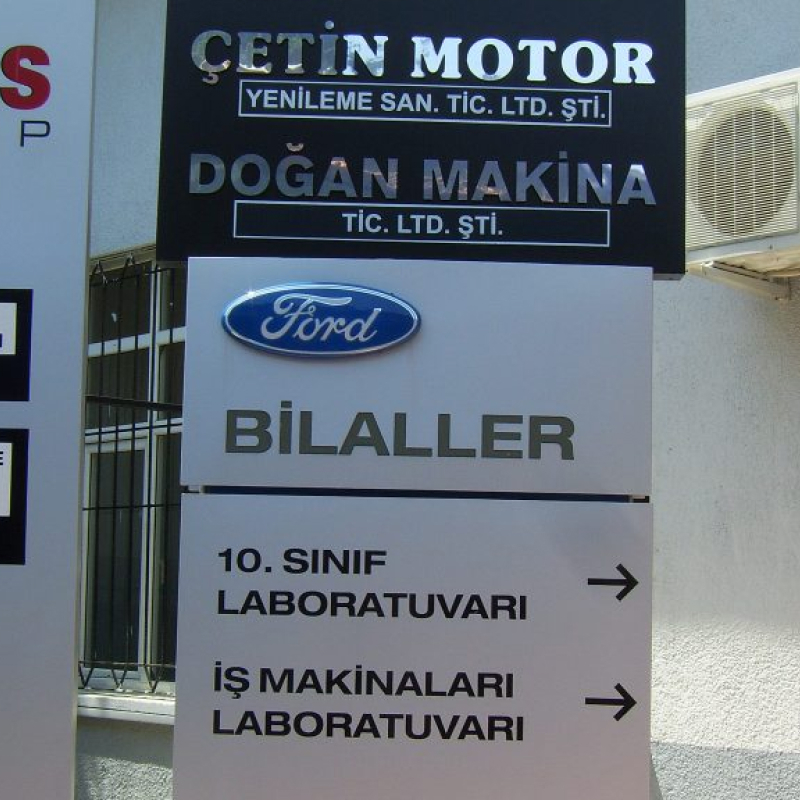 ÇETİN MOTOR
YENİLEME SAN. TİC. LTD. ŞTİ.
DOĞAN MAKİNA
TİC. LTD. ŞTİ.
Ford
BİLALLER
10. SINIF
LABORATUVARI
İŞ MAKİNALARI
LABORATUVARI
S
P